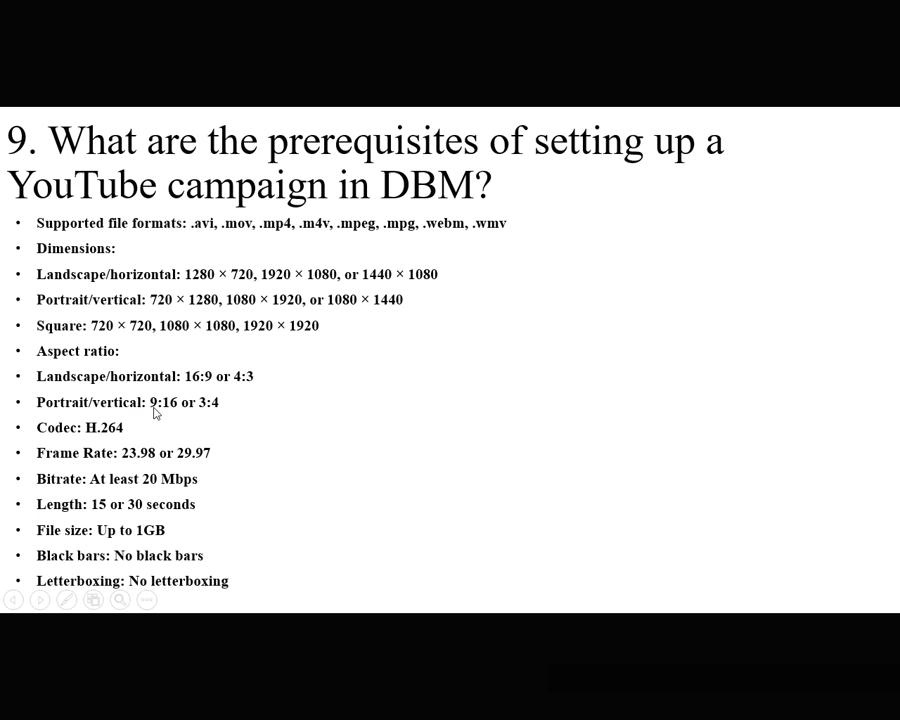 9. What are the prerequisites of setting up a
YouTube campaign in DBM?
• Supported file formats: .avi, .mov, .mp4, .m4v, .mpeg, .mpg, .webm, .wmv
• Dimensions:
• Landscape/horizontal: 1280 × 720, 1920 × 1080, or 1440 × 1080
• Portrait/vertical: 720 × 1280, 1080 × 1920, or 1080 × 1440
• Square: 720 × 720, 1080 × 1080, 1920 × 1920
• Aspect ratio:
• Landscape/horizontal: 16:9 or 4:3
• Portrait/vertical: 9:16 or 3:4
• Codec: H.264
• Frame Rate: 23.98 or 29.97
• Bitrate: At least 20 Mbps
• Length: 15 or 30 seconds
• File size: Up to 1GB
• Black bars: No black bars
• Letterboxing: No letterboxing